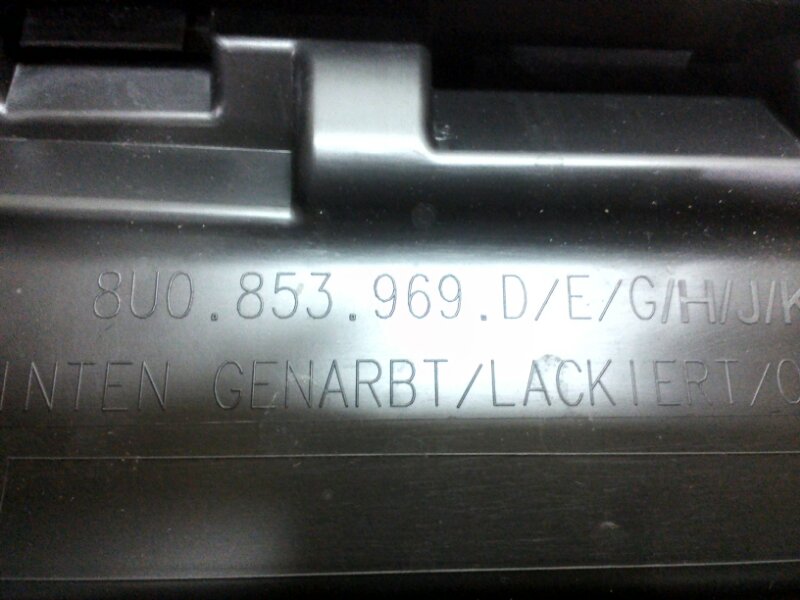 8U0.853.969.D/E/G/H/J/K
INTEN GENARBT/LACKIERT/